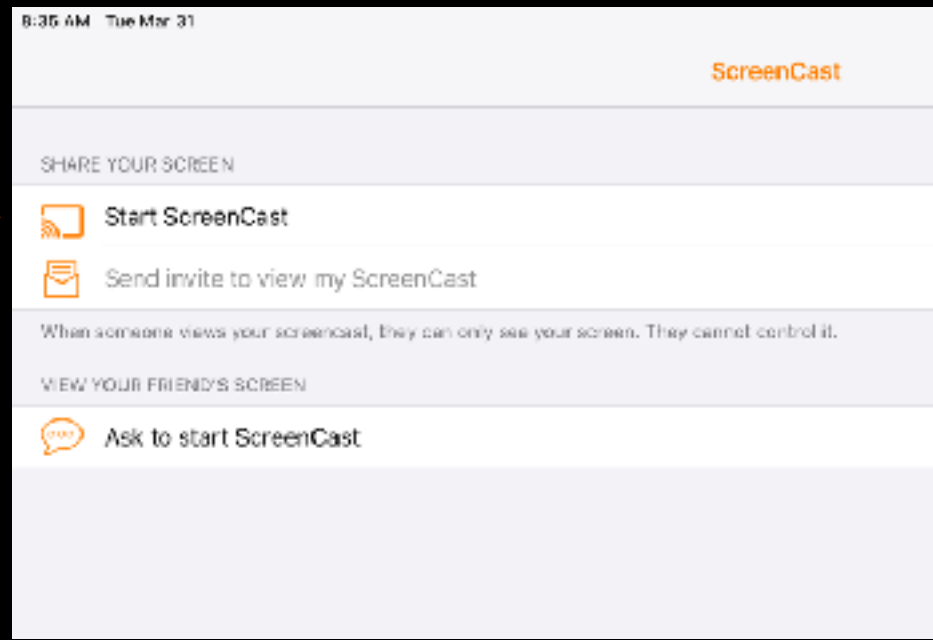 8:35 AM Tue Mar 31
ScreenCast
SHARE YOUR SCREEN
Start ScreenCast
Send invite to view my ScreenCast
When someone views your screencast, they can only see your screen. They cannot control it.
VIEW YOUR FRIEND'S SCREEN
Ask to start ScreenCast